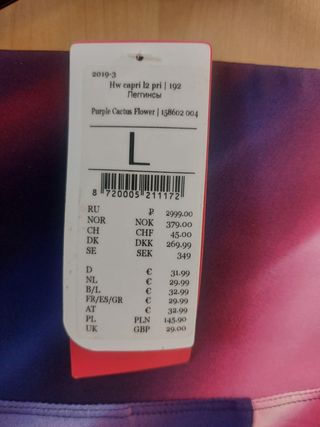 2019-3
Hw capri l2 pri | 192
Леггинсы
Purple Cactus Flower | 158602 004
L
8 720005 211172
RU ₽ 2999.00
NOR NOK 379.00
CH CHF 45.00
DK DKK 269.99
SE SEK 349
D € 31.99
NL € 29.99
B/L € 32.99
FR/ES/GR € 29.99
AT € 32.99
PL PLN 145.90
UK GBP 29.00